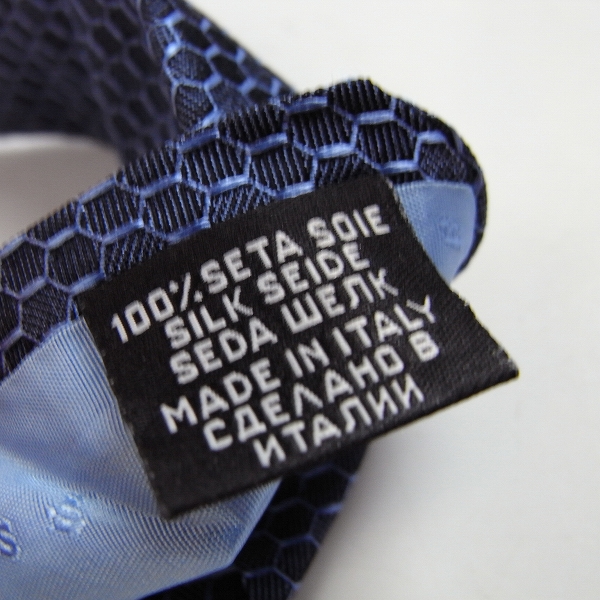 100% SETA SOIE
SILK SEIDE
SEDA ШЕЛК
MADE IN ITALY
СДЕЛАНО В
ИТАЛИИ